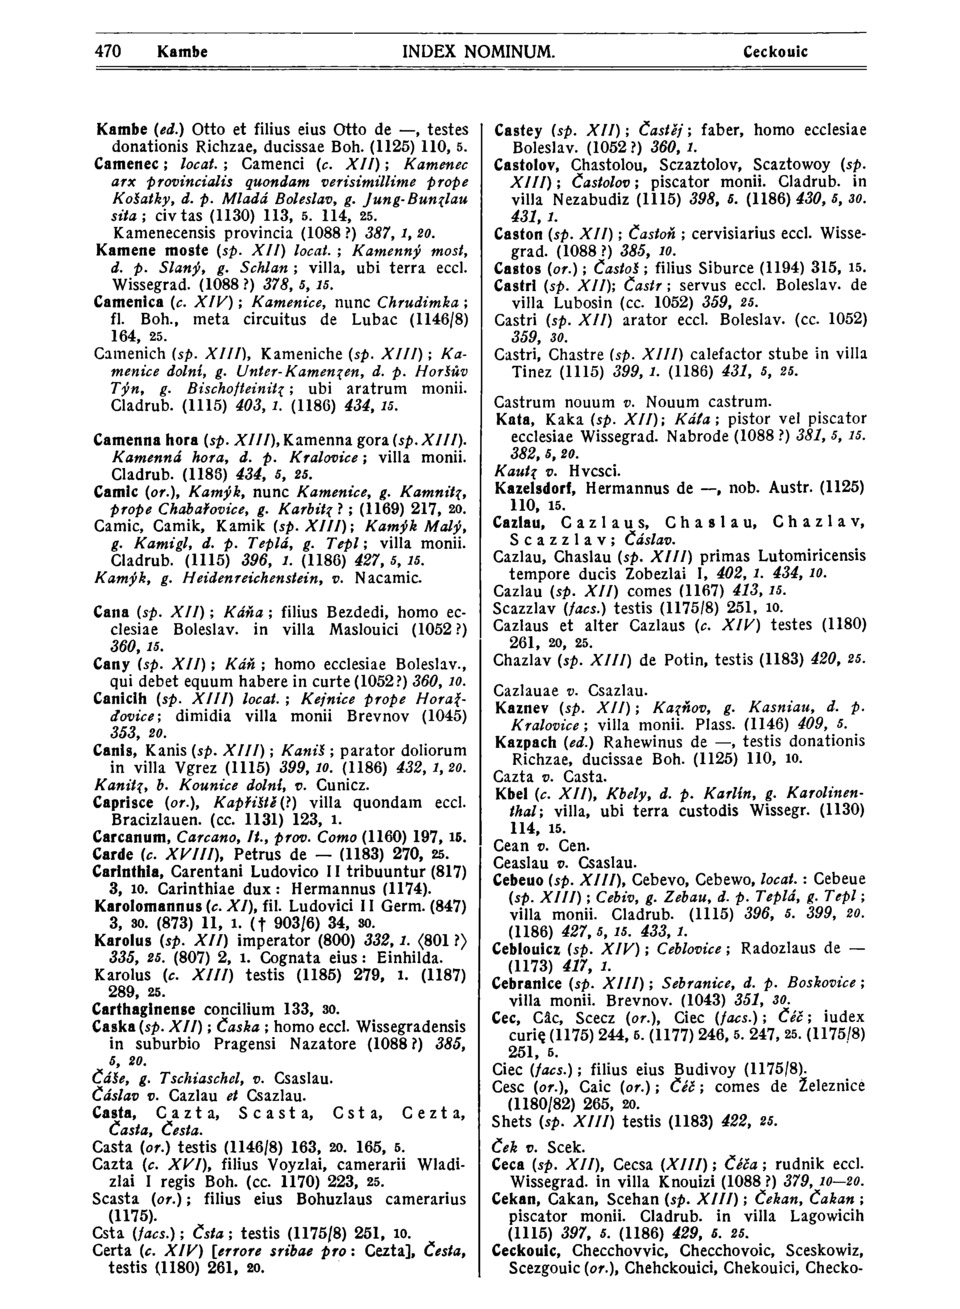 470 Kambe INDEX NOMINUM. Ceckouic
Kambe (ed.) Otto et filius eius Otto de —, testes
donationis Richzae, ducissae Boh. (1125) 110, 5.
Camenec; locat.; Camenci (c. XII); Kamenec
arx provincialis quondam verisimillime prope
Košatky, d. p. Mladá Boleslav, g. Jung-Bunzlau
sita; civ tas (1130) 113, 5. 114, 25.
Kamenecensis provincia (1088?) 387, 1, 20.
Kamene moste (sp. XII) locat.; Kamenný most,
d. p. Slaný, g. Schlan; villa, ubi terra eccl.
Wissegrad. (1088?) 378, 5, 15.
Camenica (c. XIV); Kamenice, nunc Chrudimka;
fl. Boh., meta circuitus de Lubac (1146/8)
164, 25.
Camenich (sp. XIII), Kameniche (sp. XIII); Ka-
menice dolní, g. Unter-Kamenzen, d. p. Horšův
Týn, g. Bischofteinitz; ubi aratrum monii.
Cladrub. (1115) 403, 1. (1186) 434, 15.
Camenna hora (sp. XIII), Kamenna gora (sp. XIII).
Kamenná hora, d. p. Kralovice; villa monii.
Cladrub. (1186) 434, 5, 25.
Camic (or.), Kamýk, nunc Kamenice, g. Kamnitz,
prope Chabařovice, g. Karbitz?; (1169) 217, 20.
Camic, Camik, Kamik (sp. XIII); Kamýk Malý,
g. Kamigl, d. p. Teplá, g. Tepl; villa monii.
Cladrub. (1115) 396, 1. (1186) 427, 5, 15.
Kamýk, g. Heidenreichenstein, v. Nacamic.
Cana (sp. XII); Káňa; filius Bezdedi, homo ec-
clesiae Boleslav. in villa Maslouici (1052?)
360, 15.
Cany (sp. XII); Káň; homo ecclesiae Boleslav.,
qui debet equum habere in curte (1052?) 360, 10.
Canicih (sp. XIII) locat.; Kejnice prope Horaž-
ďovice; dimidia villa monii Brevnov (1045)
353, 20.
Canis, Kanis (sp. XIII); Kaniš; parator doliorum
in villa Vgrez (1115) 399, 10. (1186) 432, 1, 20.
Kanitz, b. Kounice dolní, v. Cunicz.
Caprisce (or.), Kapřiště(?) villa quondam eccl.
Bracizlauen. (cc. 1131) 123, 1.
Carcanum, Carcano, It., prov. Como (1160) 197, 15.
Carde (c. XVIII), Petrus de — (1183) 270, 25.
Carinthia, Carentani Ludovico II tribuuntur (817)
3, 10. Carinthiae dux: Hermannus (1174).
Karolomannus (c. XI), fil. Ludovici II Germ. (847)
3, 30. (873) 11, 1. († 903/6) 34, 30.
Karolus (sp. XII) imperator (800) 332, 1. ⟨801?⟩
335, 25. (807) 2, 1. Cognata eius: Einhilda.
Karolus (c. XIII) testis (1185) 279, 1. (1187)
289, 25.
Carthaginense concilium 133, 30.
Caska (sp. XII); Časka; homo eccl. Wissegradensis
in suburbio Pragensi Nazatore (1088?) 385,
5, 20.
Čáše, g. Tschiaschel, v. Csaslau.
Čáslav v. Cazlau et Csazlau.
Casta, Cazta, Scasta, Csta, Cezta,
Časta, Česta.
Casta (or.) testis (1146/8) 163, 20. 165, 5.
Cazta (c. XVI), filius Voyzlai, camerarii Wladi-
zlai I regis Boh. (cc. 1170) 223, 25.
Scasta (or.); filius eius Bohuzlaus camerarius
(1175).
Csta (facs.); Čsta; testis (1175/8) 251, 10.
Certa (c. XIV) [errore sribae pro: Cezta], Česta,
testis (1180) 261, 20.
Castey (sp. XII); Častěj; faber, homo ecclesiae
Boleslav. (1052?) 360, 1.
Castolov, Chastolou, Sczaztolov, Scaztowoy (sp.
XIII); Častolov; piscator monii. Cladrub. in
villa Nezabudiz (1115) 398, 5. (1186) 430, 5, 30.
431, 1.
Caston (sp. XII); Častoň; cervisiarius eccl. Wisse-
grad. (1088?) 385, 10.
Castos (or.); Častoš; filius Siburce (1194) 315, 15.
Castri (sp. XII); Častr; servus eccl. Boleslav. de
villa Lubosin (cc. 1052) 359, 25.
Castri (sp. XII) arator eccl. Boleslav. (cc. 1052)
359, 30.
Castri, Chastre (sp. XIII) calefactor stube in villa
Tinez (1115) 399, 1. (1186) 431, 5, 25.
Castrum nouum v. Nouum castrum.
Kata, Kaka (sp. XII); Káťa; pistor vel piscator
ecclesiae Wissegrad. Nabrode (1088?) 381, 5, 15.
382, 5, 20.
Kautz v. Hvcsci.
Kazelsdorf, Hermannus de —, nob. Austr. (1125)
110, 15.
Cazlau, Cazlaus, Chaslau, Chazlav,
Scazzlav; Čáslav.
Cazlau, Chaslau (sp. XIII) primas Lutomiricensis
tempore ducis Zobezlai I, 402, 1. 434, 10.
Cazlau (sp. XII) comes (1167) 413, 15.
Scazzlav (facs.) testis (1175/8) 251, 10.
Cazlaus et alter Cazlaus (c. XIV) testes (1180)
261, 20, 25.
Chazlav (sp. XIII) de Potin, testis (1183) 420, 25.
Cazlauae v. Csazlau.
Kaznev (sp. XII); Kazňov, g. Kasniau, d. p.
Kralovice; villa monii. Plass. (1146) 409, 5.
Kazpach (ed.) Rahewinus de —, testis donationis
Richzae, ducissae Boh. (1125) 110, 10.
Cazta v. Casta.
Kbel (c. XII), Kbely, d. p. Karlín, g. Karolinen-
thal; villa, ubi terra custodis Wissegr. (1130)
114, 15.
Cean v. Cen.
Ceaslau v. Csaslau.
Cebeuo (sp. XIII), Cebevo, Cebewo, locat.: Cebeue
(sp. XIII); Cebiv, g. Zebau, d. p. Teplá, g. Tepl;
villa monii. Cladrub. (1115) 396, 5. 399, 20.
(1186) 427, 5, 15. 433, 1.
Ceblouicz (sp. XIV); Ceblovice; Radozlaus de —
(1173) 417, 1.
Cebranice (sp. XIII); Sebranice, d. p. Boskovice;
villa monii. Brevnov. (1043) 351, 30.
Cec, Câc, Scecz (or.), Ciec (facs.); Čéč; iudex
curię (1175) 244, 5. (1177) 246, 5. 247, 25. (1175/8)
251, 5.
Ciec (facs.); filius eius Budivoy (1175/8).
Cesc (or.), Caic (or.); Čéč; comes de Železnicè
(1180/82) 265, 20.
Shets (sp. XIII) testis (1183) 422, 25.
Ček v. Scek.
Ceca (sp. XII), Cecsa (XIII); Čéča; rudnik eccl.
Wissegrad. in villa Knouizi (1088?) 379, 10—20.
Cekan, Cakan, Scehan (sp. XIII); Čekan, Čakan;
piscator monii. Cladrub. in villa Lagowicih
(1115) 397, 5. (1186) 429, 5. 25.
Ceckouic, Checchovvic, Checchovoic, Sceskowiz,
Scezgouic (or.), Chehckouici, Chekouici, Checko-